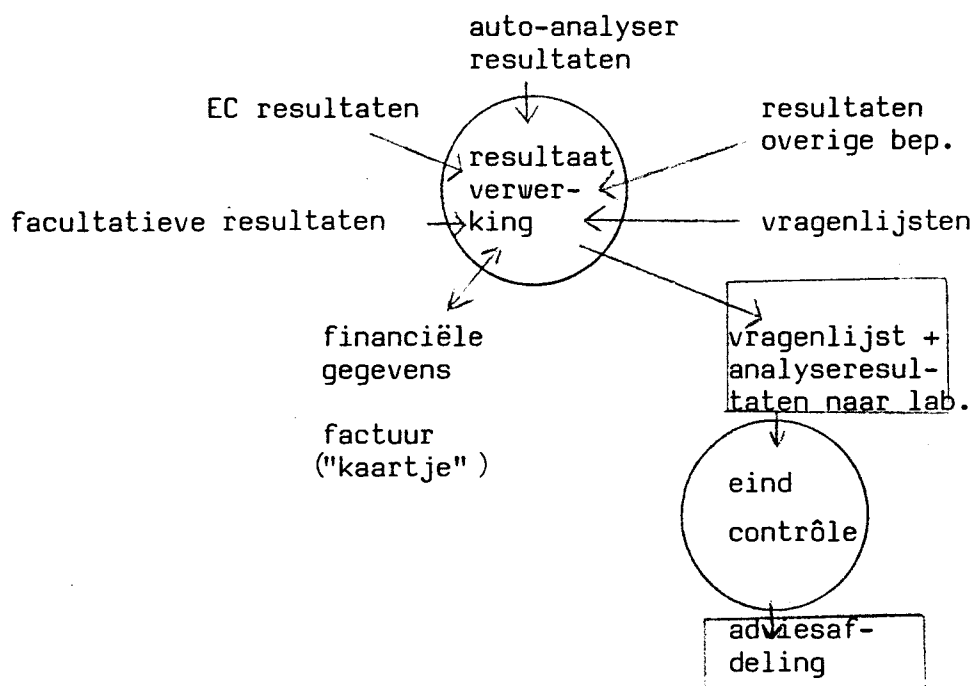 auto-analyser
resultaten
EC resultaten
resultaten
overige bep.
resultaat
verwer-
king
facultatieve resultaten
vragenlijsten
financiële
gegevens
factuur
("kaartje")
vragenlijst +
analyseresul-
taten naar lab.
eind
contrôle
adviesaf-
deling